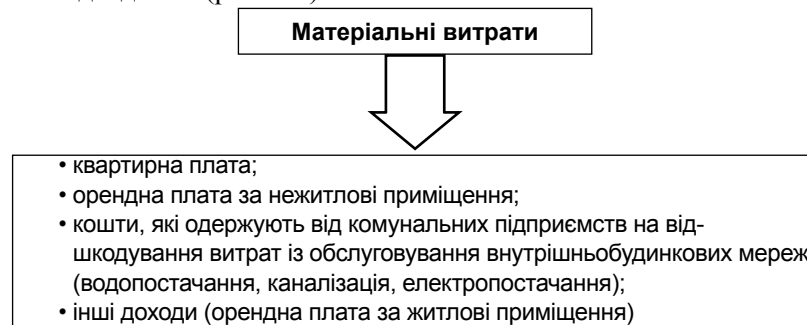 Матеріальні витрати
• квартирна плата;
• орендна плата за нежитлові приміщення;
• кошти, які одержують від комунальних підприємств на від-
шкодування витрат із обслуговування внутрішньобудинкових мереж
(водопостачання, каналізація, електропостачання);
• інші доходи (орендна плата за житлові приміщення)